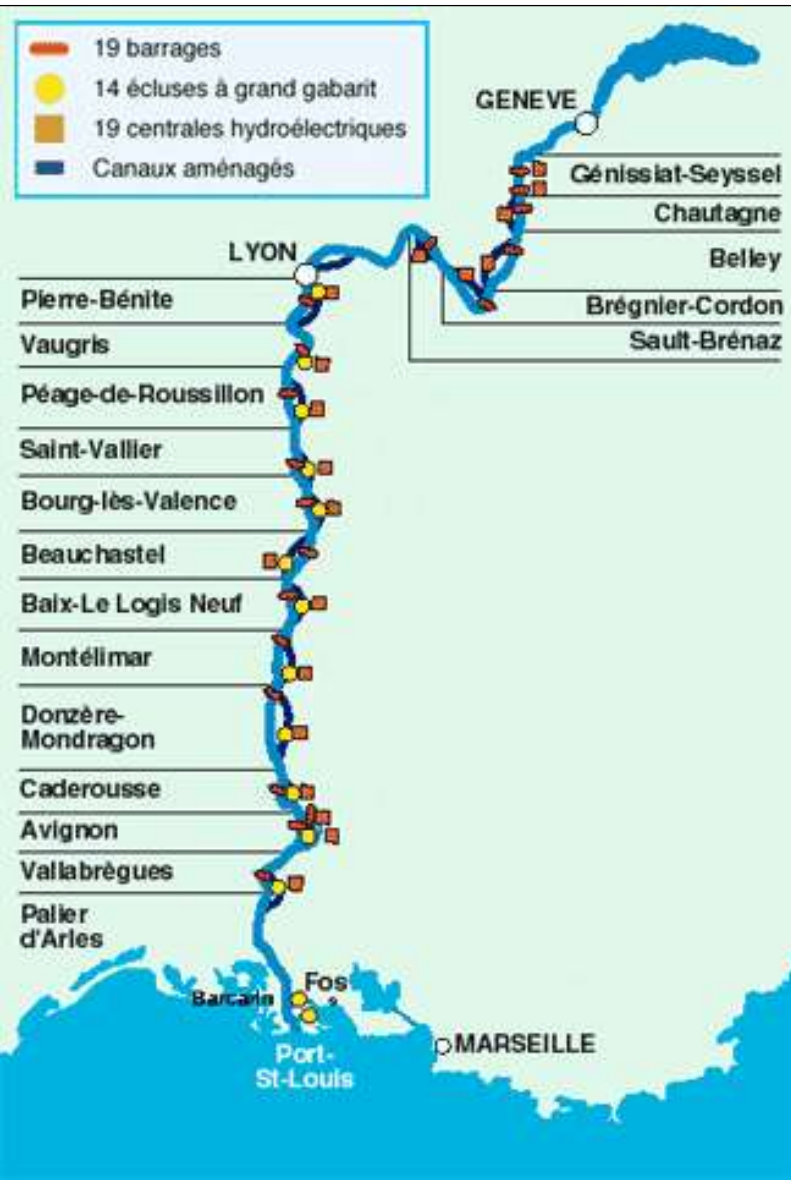 19 barrages
14 écluses à grand gabarit
19 centrales hydroélectriques
Canaux aménagés
GENEVE
Génissiat-Seyssel
Chautagne
Belley
Brégnier-Cordon
Sault-Brénaz
LYON
Pierre-Bénite
Vaugris
Péage-de-Roussillon
Saint-Vallier
Bourg-lès-Valence
Beauchastel
Baix-Le Logis Neuf
Montélimar
Donzère-
Mondragon
Caderousse
Avignon
Vallabrègues
Palier
d'Arles
Fos
Barcarin
MARSEILLE
Port-
St-Louis